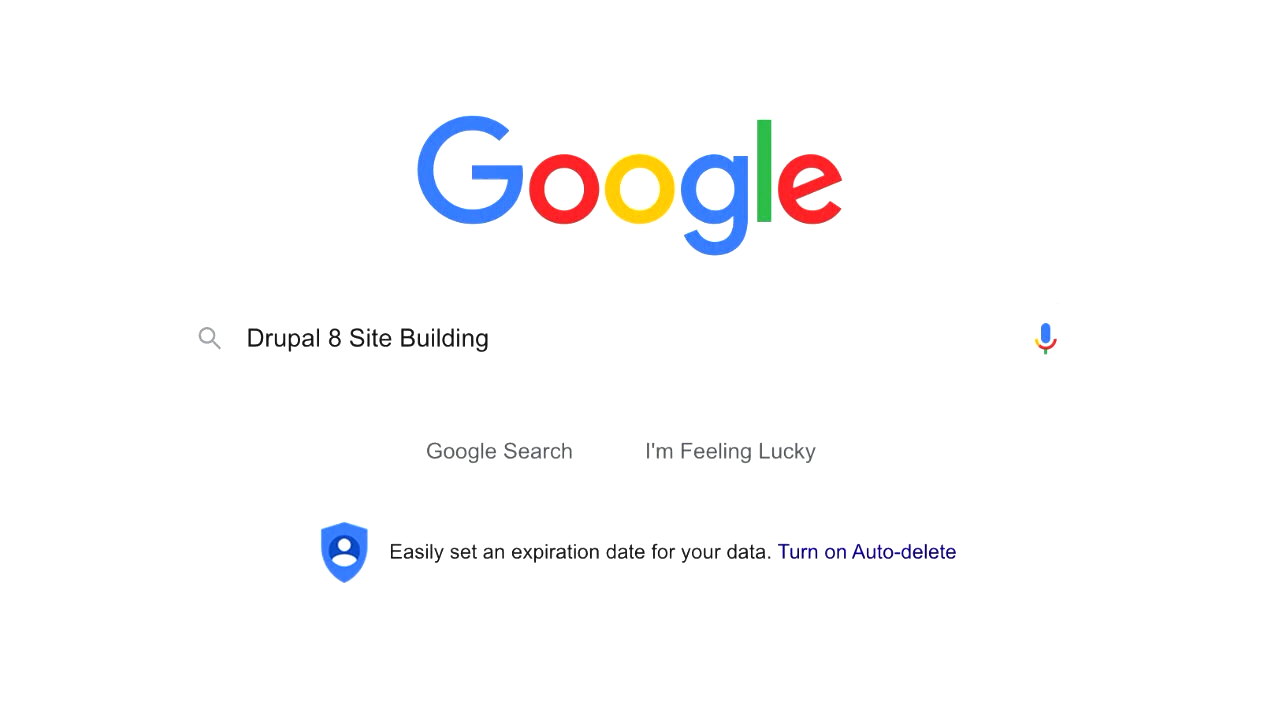 Google
Drupal 8 Site Building
Google Search
I'm Feeling Lucky
Easily set an expiration date for your data. Turn on Auto-delete